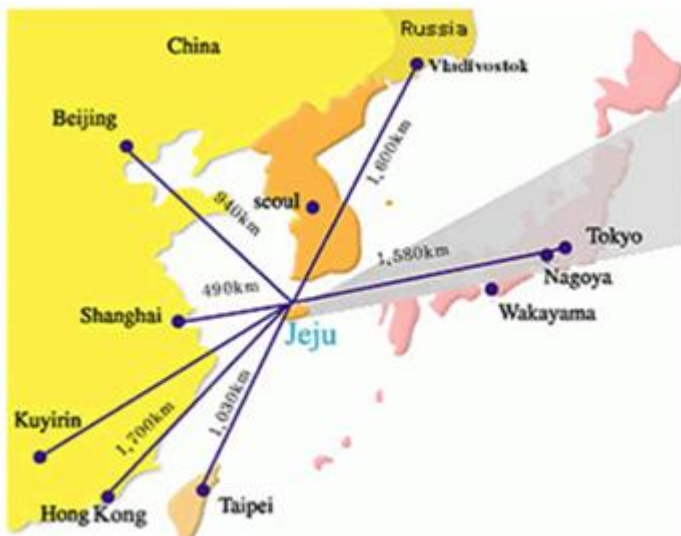 Russia
China
Vladivostok
Beijing
1,600km
940km
seoul
1,580km
Tokyo
Nagoya
490km
Shanghai
Wakayama
Jeju
Kuyirin
1,700km
1,030km
Hong Kong
Taipei